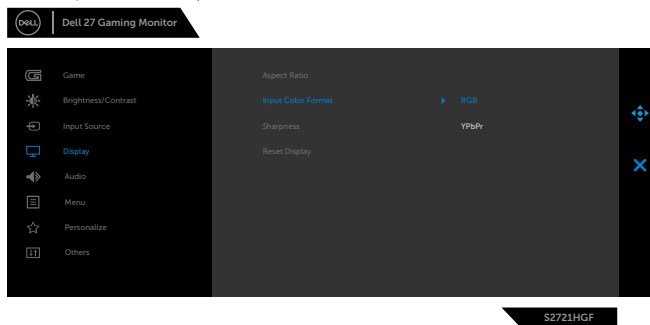 DELL
Dell 27 Gaming Monitor
Game
Aspect Ratio
Brightness/Contrast
Input Color Format
RGB
Input Source
Sharpness
YPbPr
Display
Reset Display
Audio
Menu
Personalize
Others
S2721HGF